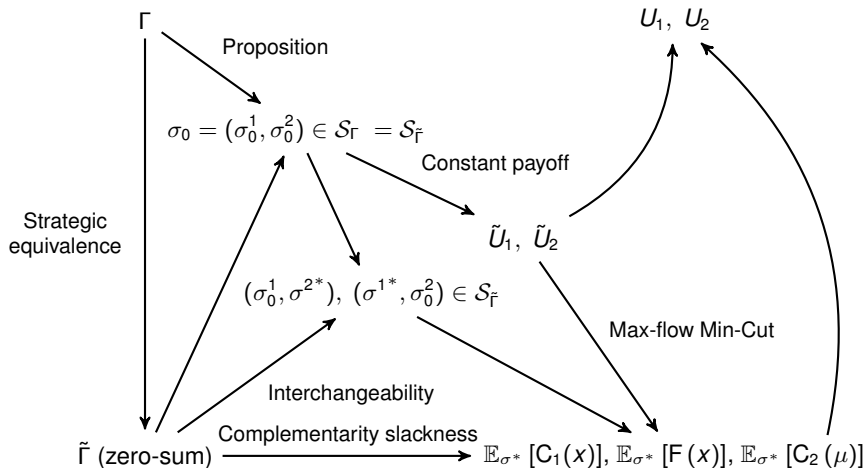 Γ
U₁, U₂
Proposition
σ₀ = (σ₀¹, σ₀²) ∈ S_Γ = S_Γ̃
Constant payoff
Strategic
equivalence
Ũ₁, Ũ₂
(σ₀¹, σ²*), (σ¹*, σ₀²) ∈ S_Γ̃
Max-flow Min-Cut
Interchangeability
Γ̃ (zero-sum)
Complementarity slackness
𝔼_σ* [C₁(x)], 𝔼_σ* [F (x)], 𝔼_σ* [C₂ (μ)]